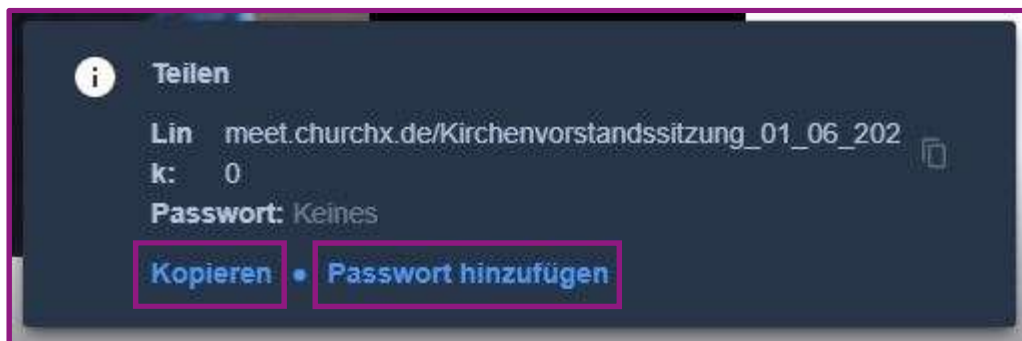 Teilen
Lin meet.churchx.de/Kirchenvorstandssitzung_01_06_202
k: 0
Passwort: Keines
Kopieren • Passwort hinzufügen